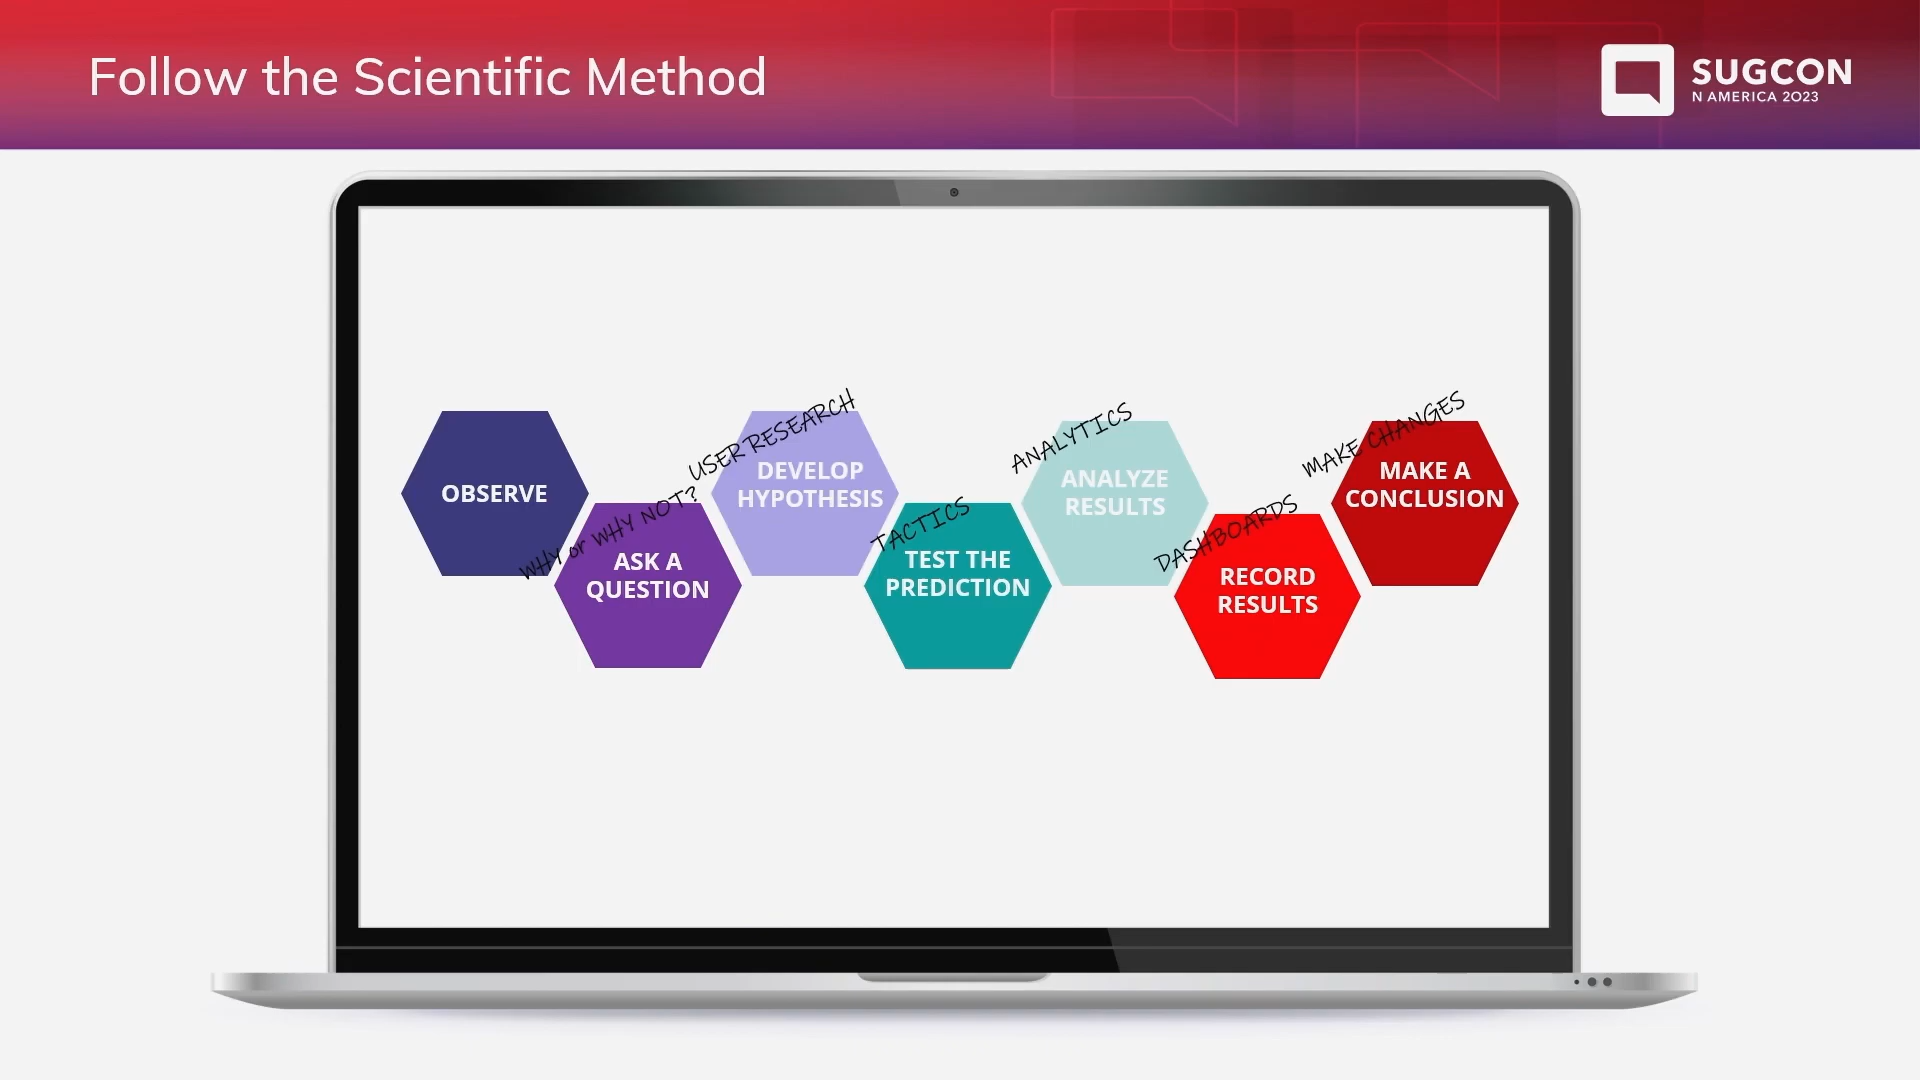 Follow the Scientific Method
SUGCON
N AMERICA 2023
OBSERVE
WHY or WHY NOT?
ASK A
QUESTION
USER RESEARCH
DEVELOP
HYPOTHESIS
TACTICS
TEST THE
PREDICTION
ANALYTICS
ANALYZE
RESULTS
DASHBOARDS
RECORD
RESULTS
MAKE CHANGES
MAKE A
CONCLUSION